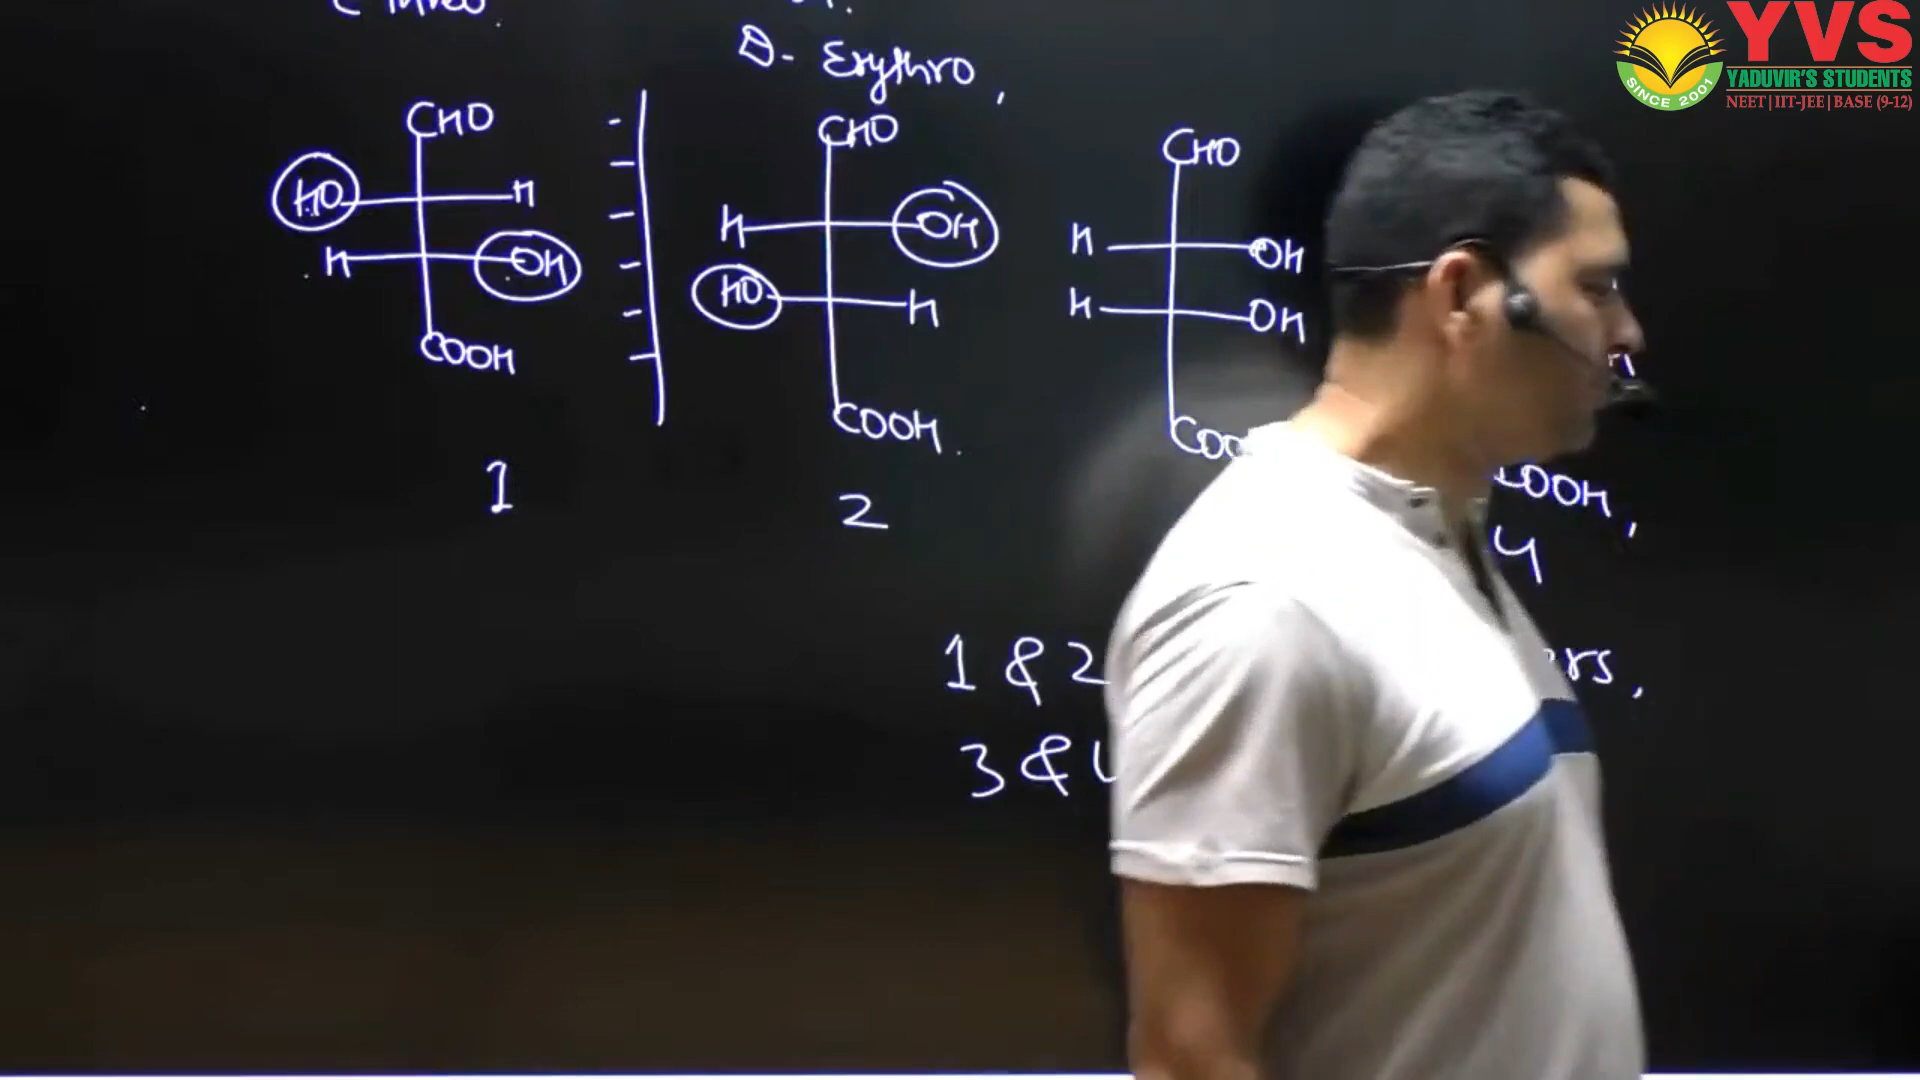 D- Erythro,
CHO
HO H
H OH
COOH
1
CHO
H OH
HO H
COOH.
2
CHO
H OH
H OH
COOH,
4
1 & 2
3 &
YVS
YADUVIR'S STUDENTS
NEET | IIT-JEE | BASE (9-12)
SINCE 2001